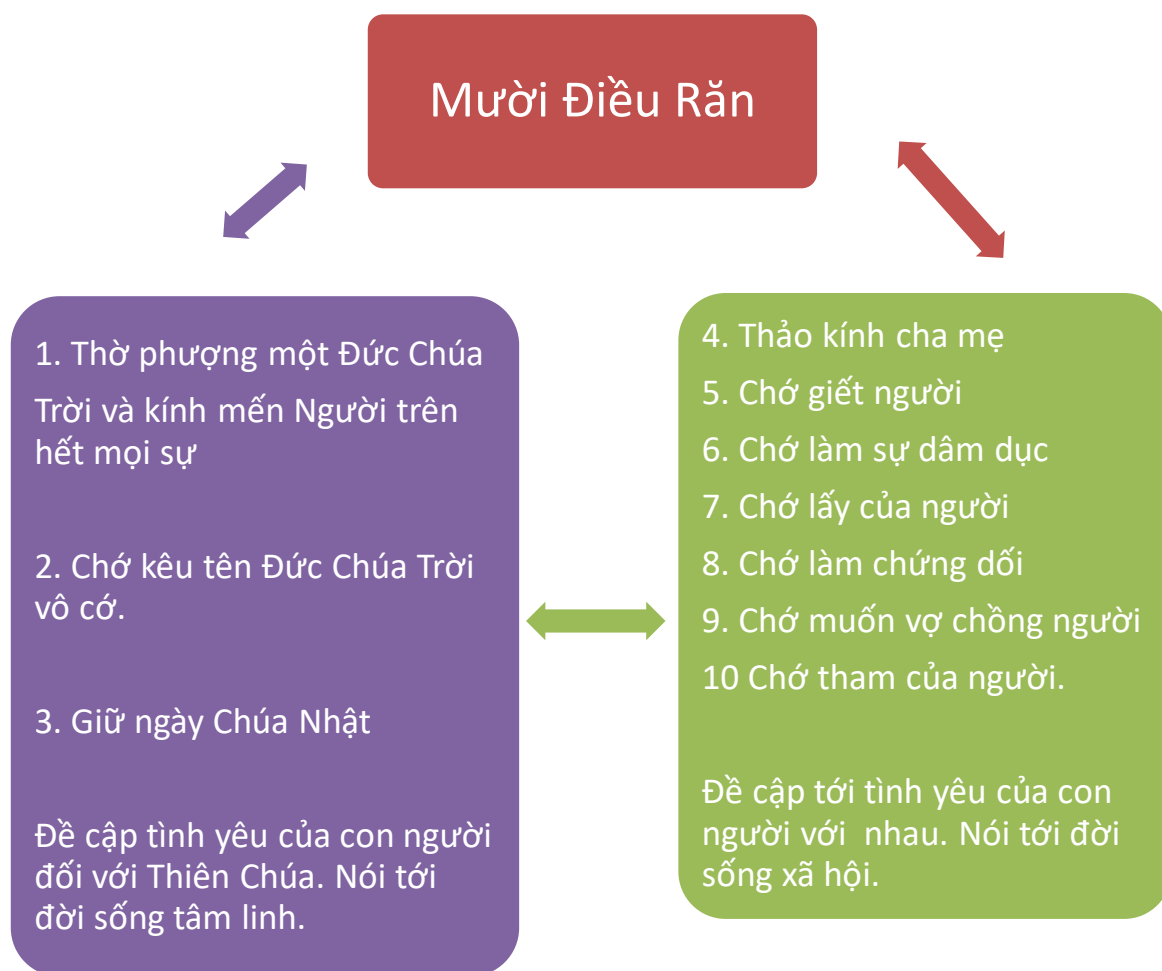 Mười Điều Răn
1. Thờ phượng một Đức Chúa
Trời và kính mến Người trên
hết mọi sự
2. Chớ kêu tên Đức Chúa Trời
vô cớ.
3. Giữ ngày Chúa Nhật
Đề cập tình yêu của con người
đối với Thiên Chúa. Nói tới
đời sống tâm linh.
4. Thảo kính cha mẹ
5. Chớ giết người
6. Chớ làm sự dâm dục
7. Chớ lấy của người
8. Chớ làm chứng dối
9. Chớ muốn vợ chồng người
10 Chớ tham của người.
Đề cập tới tình yêu của con
người với  nhau. Nói tới đời
sống xã hội.